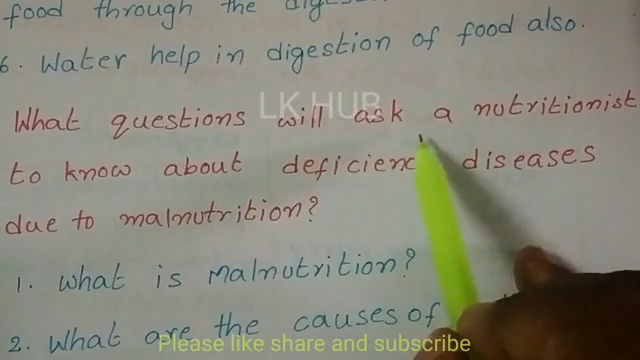 food through the
6. Water help in digestion of food also.
LK HUB
What questions will ask a nutritionist
to know about deficienc diseases
due to malnutrition?
1. What is Malnutrition?
2. What are the causes of
Please like share and subscribe